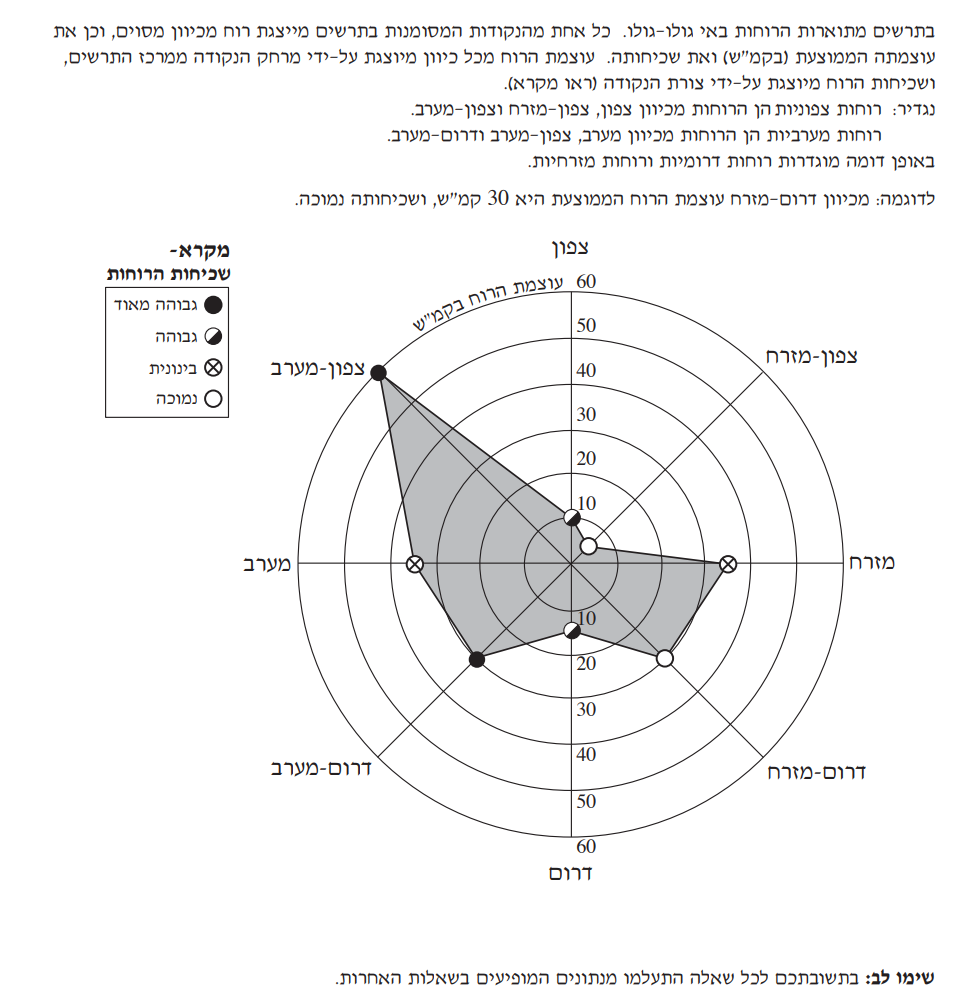 בתרשים מתוארות הרוחות באי גולו-גולו. כל אחת מהנקודות המסומנות בתרשים מייצגת רוח מכיוון מסוים, וכן את
עוצמתה הממוצעת (בקמ"ש) ואת שכיחותה. עוצמת הרוח מכל כיוון מיוצגת על-ידי מרחק הנקודה ממרכז התרשים,
ושכיחות הרוח מיוצגת על-ידי צורת הנקודה (ראו מקרא).
נגדיר: רוחות צפוניות הן הרוחות מכיוון צפון, צפון-מזרח וצפון-מערב.
רוחות מערביות הן הרוחות מכיוון מערב, צפון-מערב ודרום-מערב.
באופן דומה מוגדרות רוחות דרומיות ורוחות מזרחיות.
לדוגמה: מכיוון דרום-מזרח עוצמת הרוח הממוצעת היא 30 קמ"ש, ושכיחותה נמוכה.
מקרא-
שכיחות הרוחות
גבוהה מאוד
גבוהה
בינונית
נמוכה
צפון
עוצמת הרוח בקמ"ש
60
50
40
30
20
10
צפון-מזרח
צפון-מערב
מזרח
מערב
10
20
30
40
50
60
דרום-מזרח
דרום-מערב
דרום
שימו לב: בתשובתכם לכל שאלה התעלמו מנתונים המופיעים בשאלות האחרות.